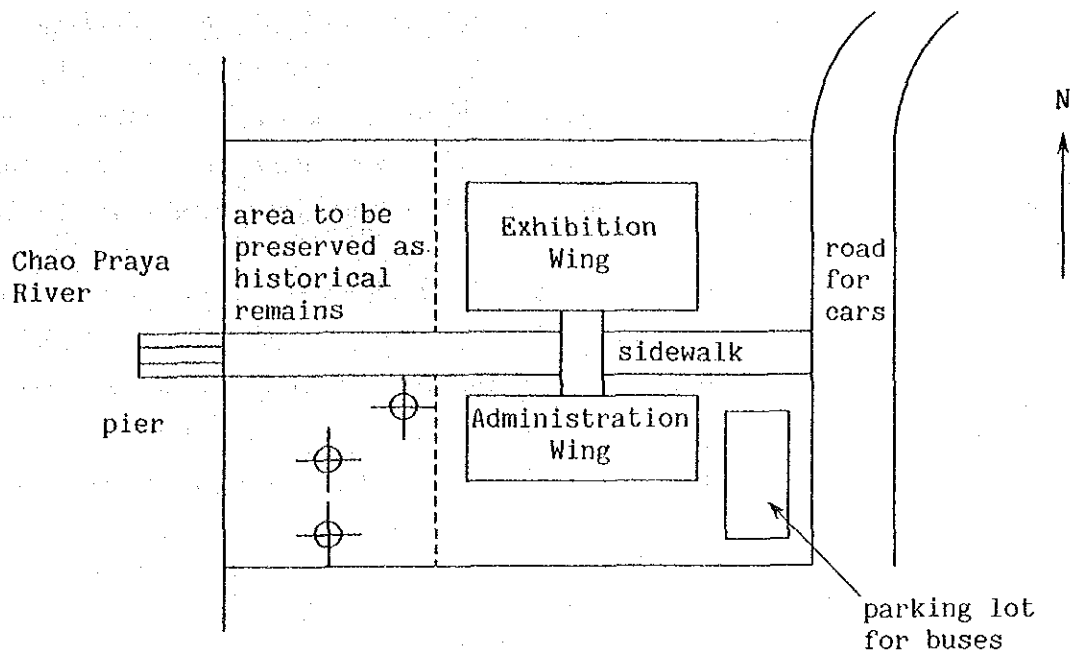 N
area to be
preserved as
historical
remains
Exhibition
Wing
Chao Praya
River
road
for
cars
sidewalk
pier
Administration
Wing
parking lot
for buses